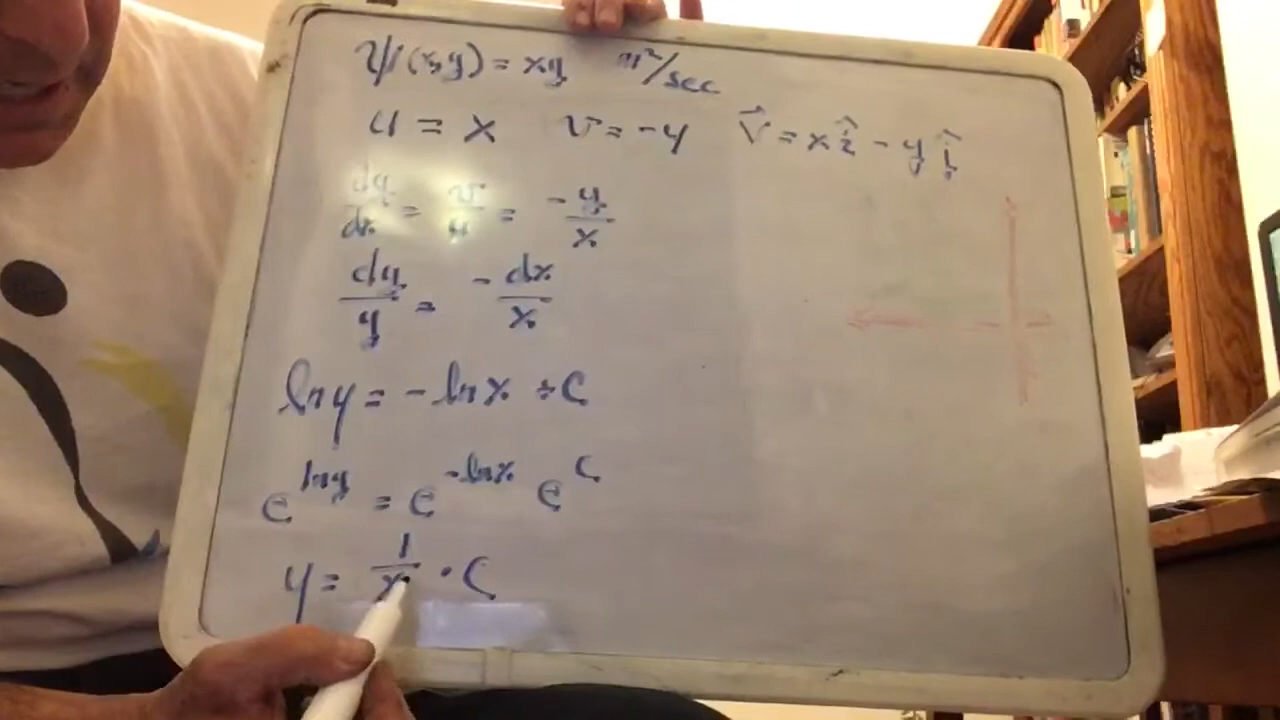 ψ(x,y) = xy m²/sec
u = x v = -y V⃗ = x î - y ĵ
dy/dx = v/u = -y/x
dy/y = -dx/x
ln y = -ln x + C
e^{ln y} = e^{-ln x} e^{C}
y = 1/x · C